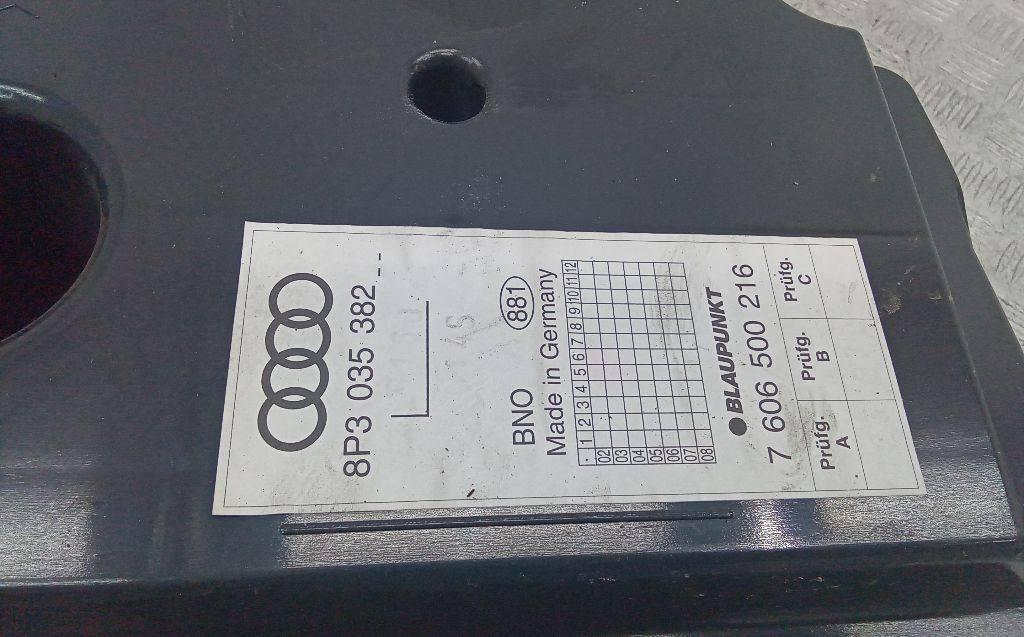 8P3 035 382 --
BNO 881
Made in Germany
- 1 2 3 4 5 6 7 8 9 10 11 12
02
03
04
05
06
07
08
BLAUPUNKT
7 606 500 216
Prüfg. A
Prüfg. B
Prüfg. C